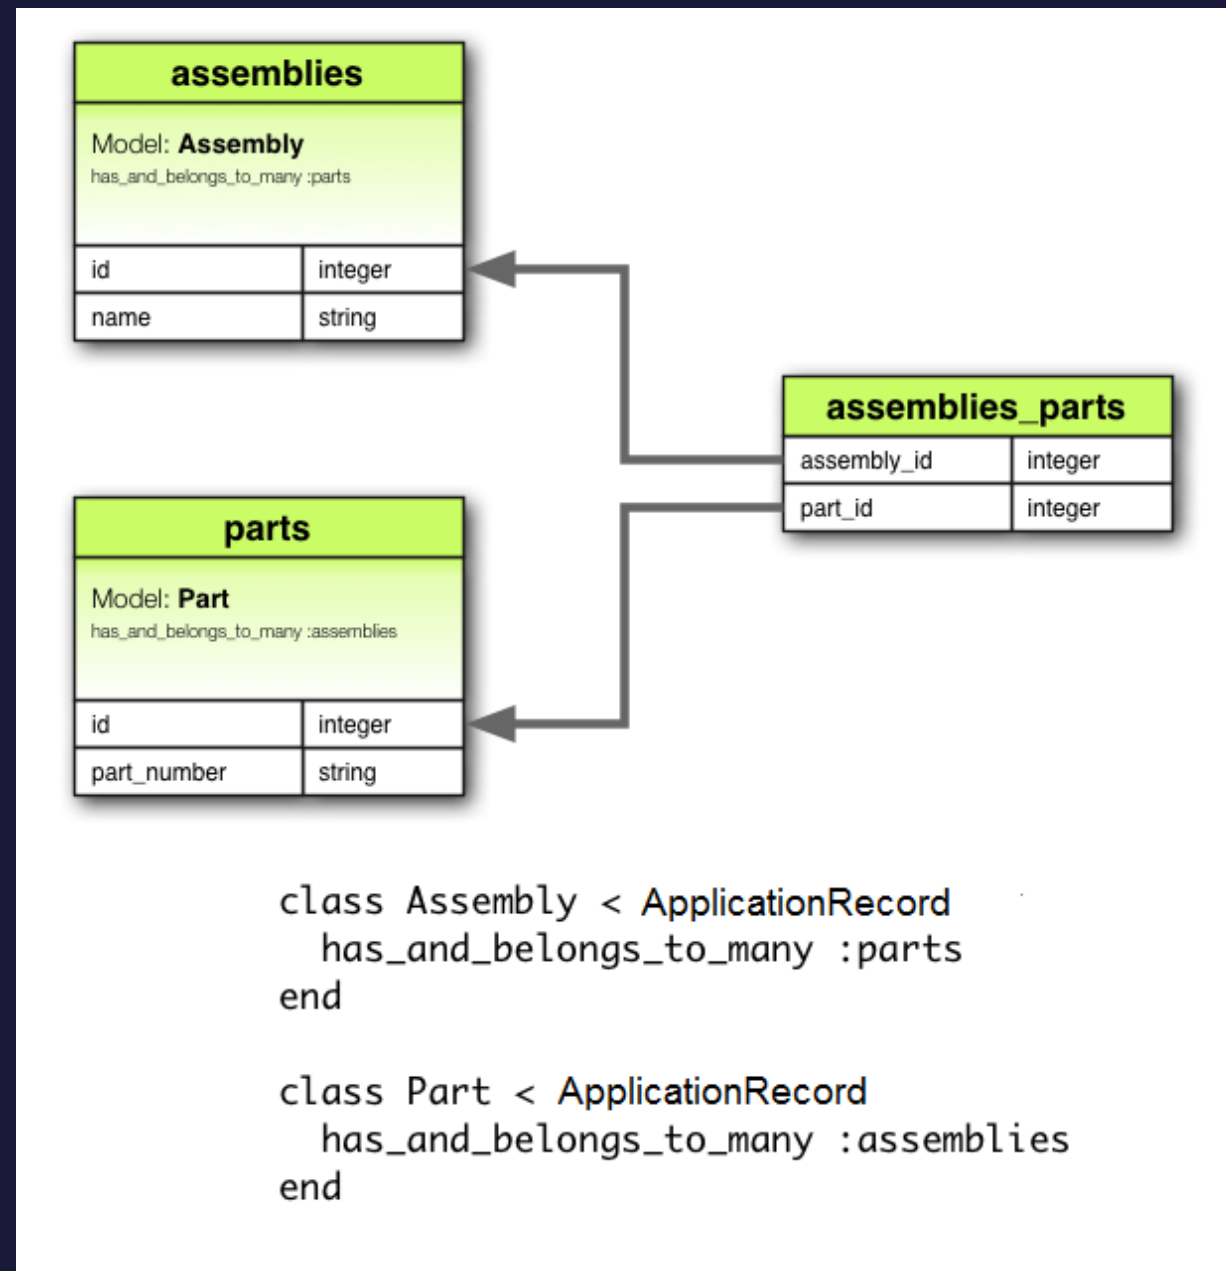 assemblies
Model: Assembly
has_and_belongs_to_many :parts
id integer
name string
assemblies_parts
assembly_id integer
part_id integer
parts
Model: Part
has_and_belongs_to_many :assemblies
id integer
part_number string
class Assembly < ApplicationRecord
  has_and_belongs_to_many :parts
end
class Part < ApplicationRecord
  has_and_belongs_to_many :assemblies
end